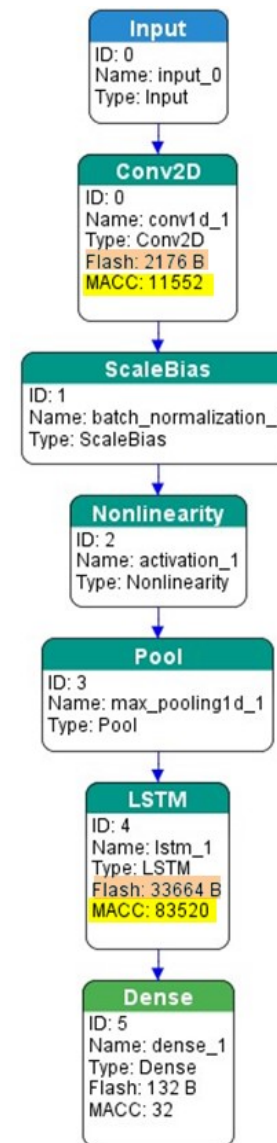 Input
ID: 0
Name: input_0
Type: Input
Conv2D
ID: 0
Name: conv1d_1
Type: Conv2D
Flash: 2176 B
MACC: 11552
ScaleBias
ID: 1
Name: batch_normalization_
Type: ScaleBias
Nonlinearity
ID: 2
Name: activation_1
Type: Nonlinearity
Pool
ID: 3
Name: max_pooling1d_1
Type: Pool
LSTM
ID: 4
Name: lstm_1
Type: LSTM
Flash: 33664 B
MACC: 83520
Dense
ID: 5
Name: dense_1
Type: Dense
Flash: 132 B
MACC: 32